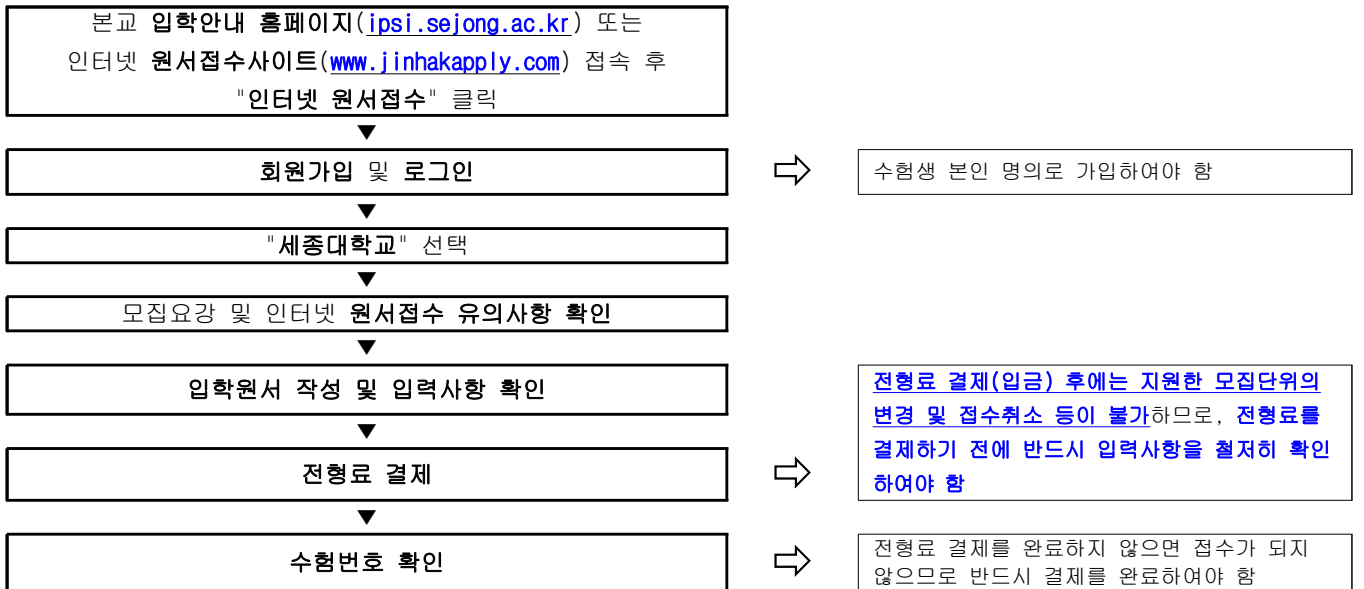 본교 입학안내 홈페이지(ipsi.sejong.ac.kr) 또는
인터넷 원서접수사이트(www.jinhakapply.com) 접속 후
"인터넷 원서접수" 클릭
▼
회원가입 및 로그인
수험생 본인 명의로 가입하여야 함
▼
"세종대학교" 선택
▼
모집요강 및 인터넷 원서접수 유의사항 확인
▼
입학원서 작성 및 입력사항 확인
▼
전형료 결제
전형료 결제(입금) 후에는 지원한 모집단위의
변경 및 접수취소 등이 불가하므로, 전형료를
결제하기 전에 반드시 입력사항을 철저히 확인
하여야 함
▼
수험번호 확인
전형료 결제를 완료하지 않으면 접수가 되지
않으므로 반드시 결제를 완료하여야 함